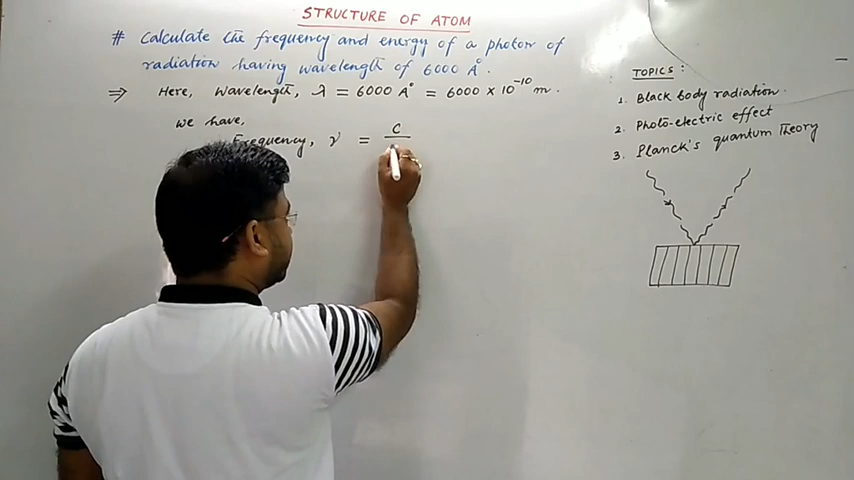 STRUCTURE OF ATOM
# Calculate the frequency and energy of a photon of
radiation having wavelength of 6000 A°.
⇒ Here, wavelength, λ = 6000 A° = 6000 × 10⁻¹⁰ m.
we have,
Frequency, ν = c
TOPICS :
1. Black body radiation.
2. Photo-electric effect
3. Planck's quantum Theory